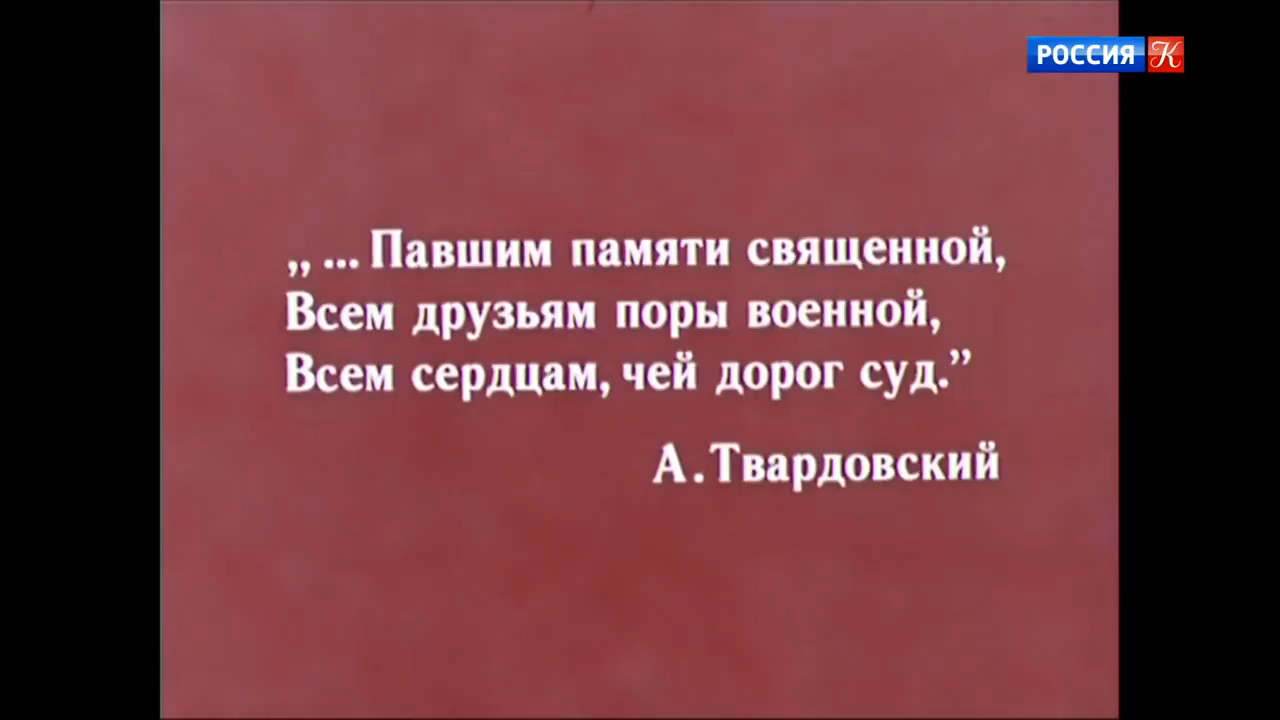 РОССИЯ К
„ ... Павшим памяти священной,
Всем друзьям поры военной,
Всем сердцам, чей дорог суд.”
А. Твардовский